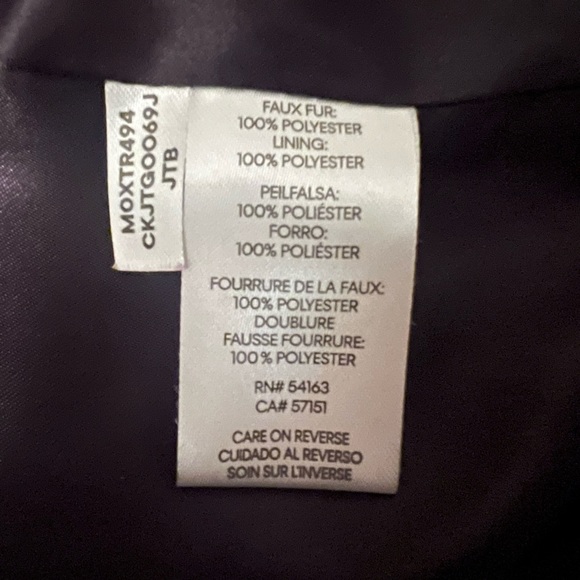 M0XTR494
CKJTG0069J
JTB
FAUX FUR:
100% POLYESTER
LINING:
100% POLYESTER
PEILFALSA:
100% POLIÉSTER
FORRO:
100% POLIÉSTER
FOURRURE DE LA FAUX:
100% POLYESTER
DOUBLURE
FAUSSE FOURRURE:
100% POLYESTER
RN# 54163
CA# 57151
CARE ON REVERSE
CUIDADO AL REVERSO
SOIN SUR L'INVERSE